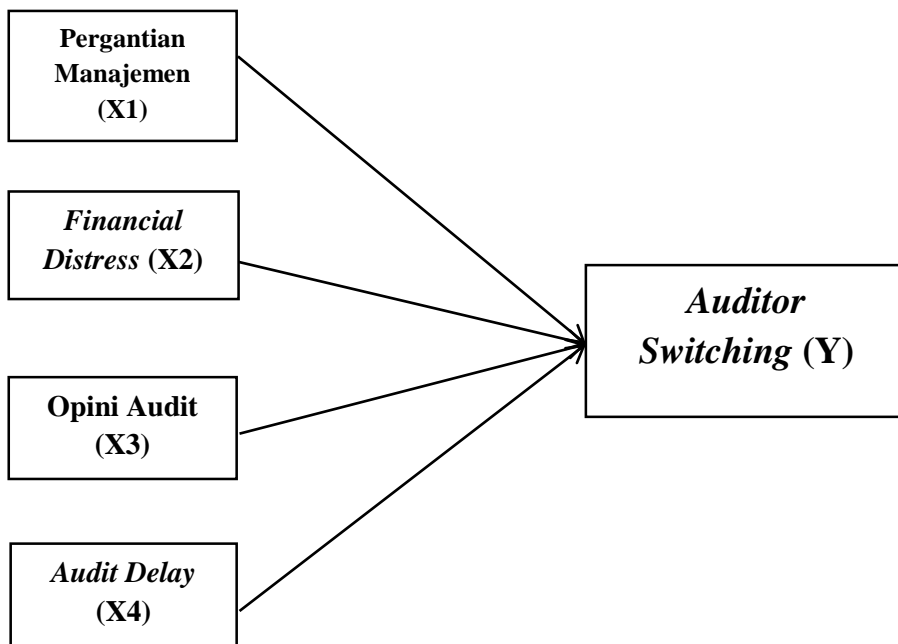 Pergantian
Manajemen
(X1)
Financial
Distress (X2)
Auditor
Switching (Y)
Opini Audit
(X3)
Audit Delay
(X4)